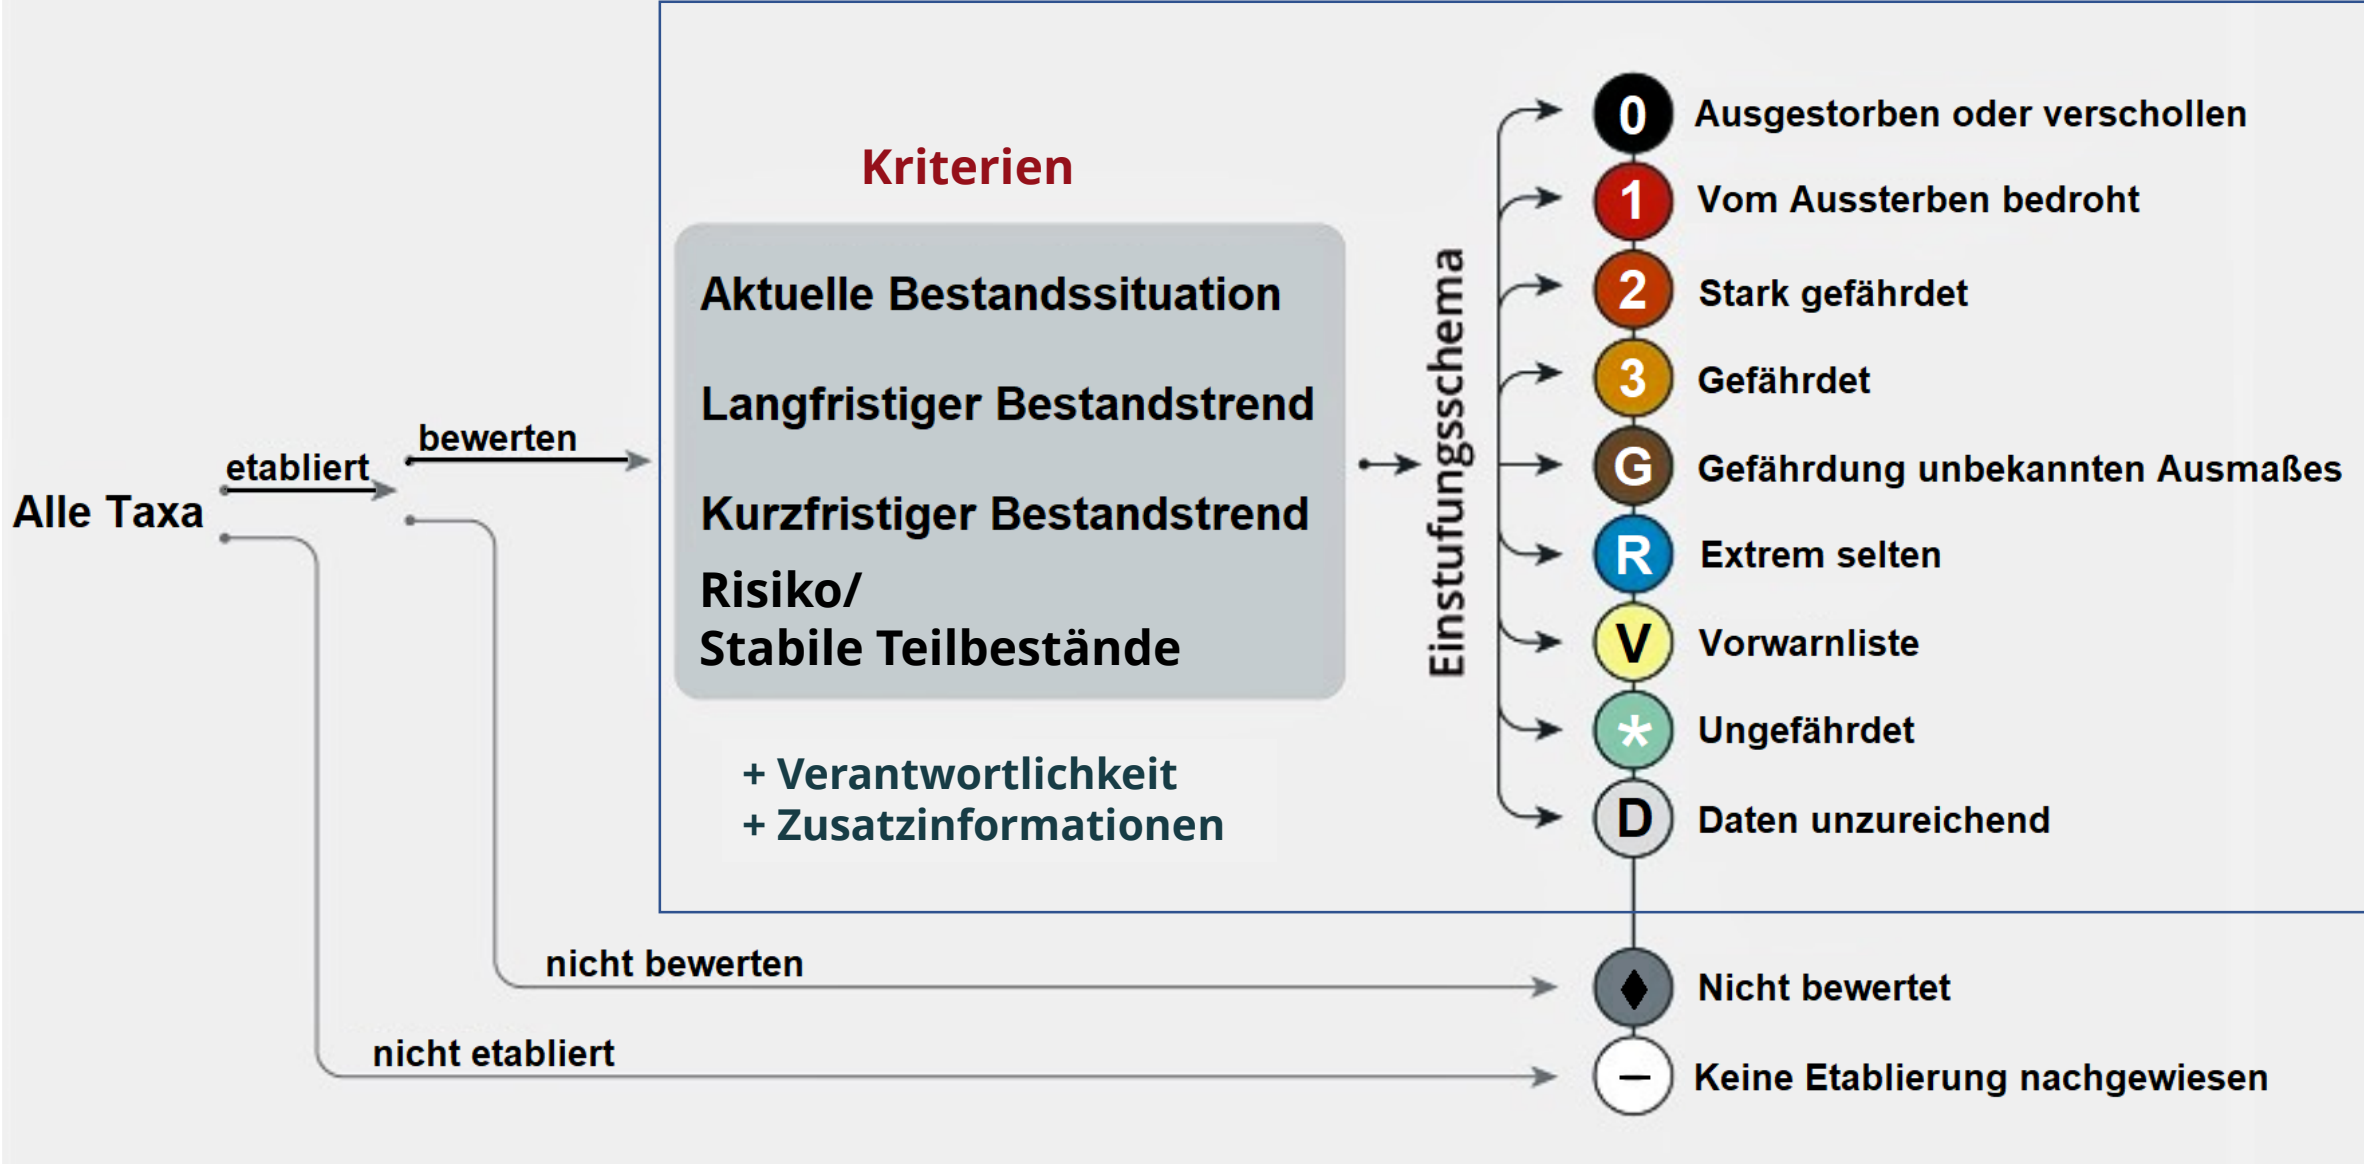 Kriterien
Aktuelle Bestandssituation
Langfristiger Bestandstrend
Kurzfristiger Bestandstrend
Risiko/
Stabile Teilbestände
+ Verantwortlichkeit
+ Zusatzinformationen
Alle Taxa
etabliert
bewerten
nicht bewerten
nicht etabliert
Einstufungsschema
0 Ausgestorben oder verschollen
1 Vom Aussterben bedroht
2 Stark gefährdet
3 Gefährdet
G Gefährdung unbekannten Ausmaßes
R Extrem selten
V Vorwarnliste
* Ungefährdet
D Daten unzureichend
♦ Nicht bewertet
– Keine Etablierung nachgewiesen